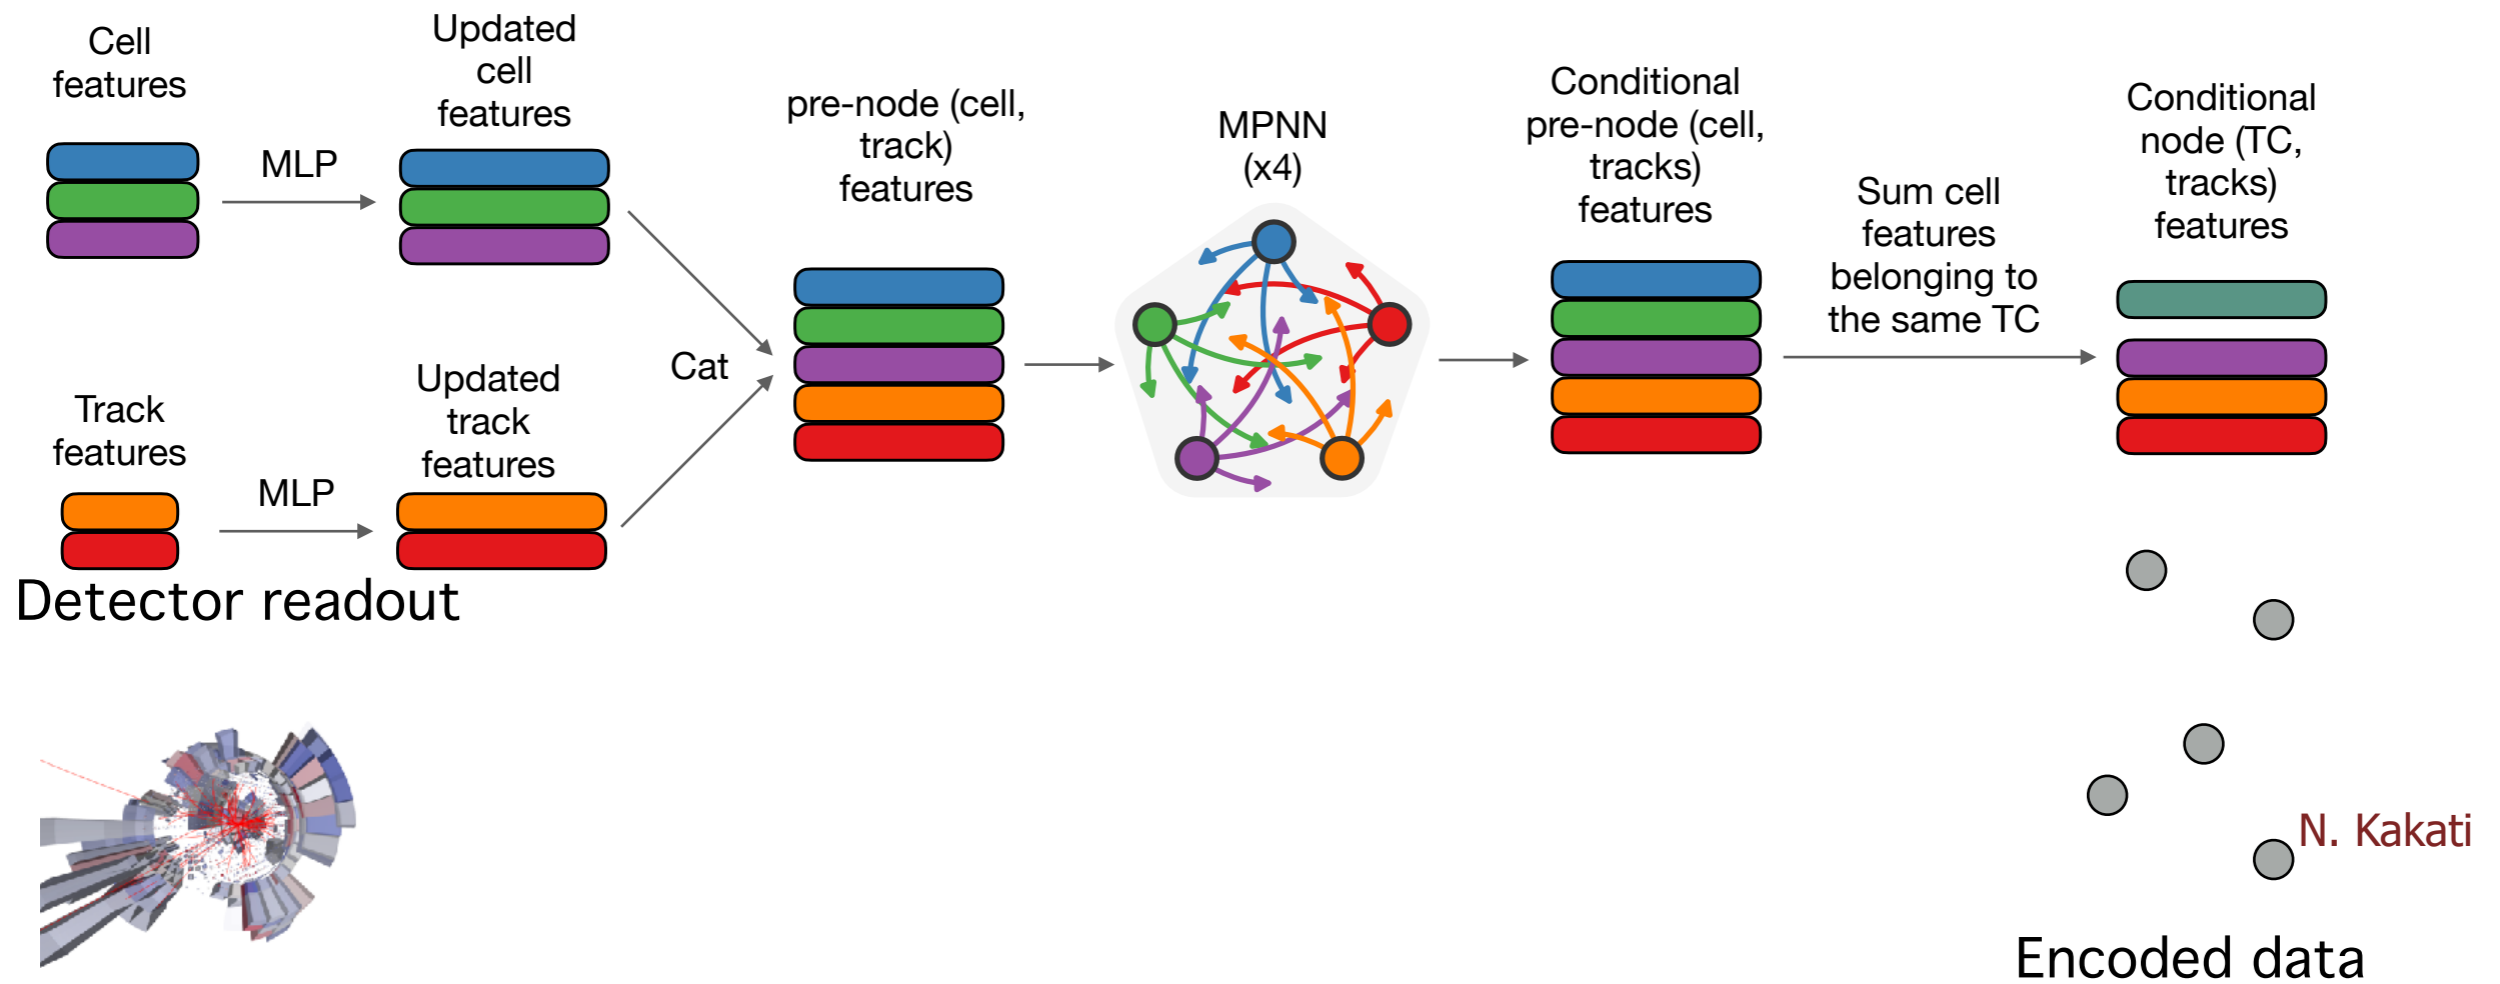 Cell
features
MLP
Updated
cell
features
Track
features
MLP
Updated
track
features
Cat
pre-node (cell,
track)
features
MPNN
(x4)
Conditional
pre-node (cell,
tracks)
features
Sum cell
features
belonging to
the same TC
Conditional
node (TC,
tracks)
features
Detector readout
N. Kakati
Encoded data